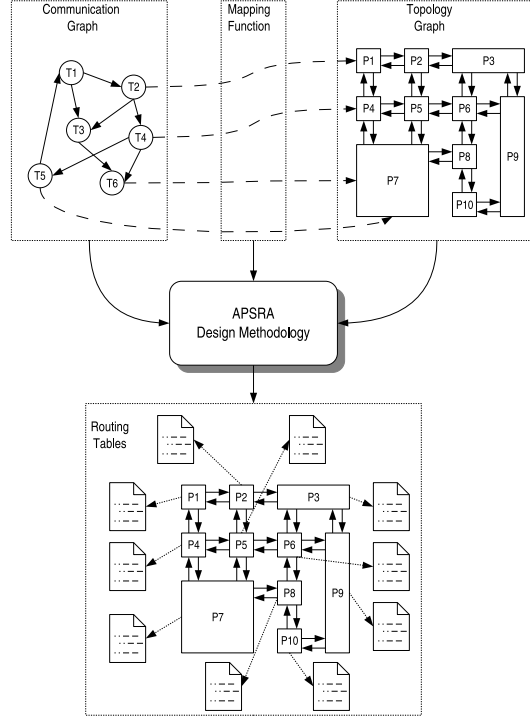 Communication
Graph
Mapping
Function
Topology
Graph
T1
T2
T3
T4
T5
T6
P1
P2
P3
P4
P5
P6
P7
P8
P9
P10
APSRA
Design Methodology
Routing
Tables
P1
P2
P3
P4
P5
P6
P7
P8
P9
P10